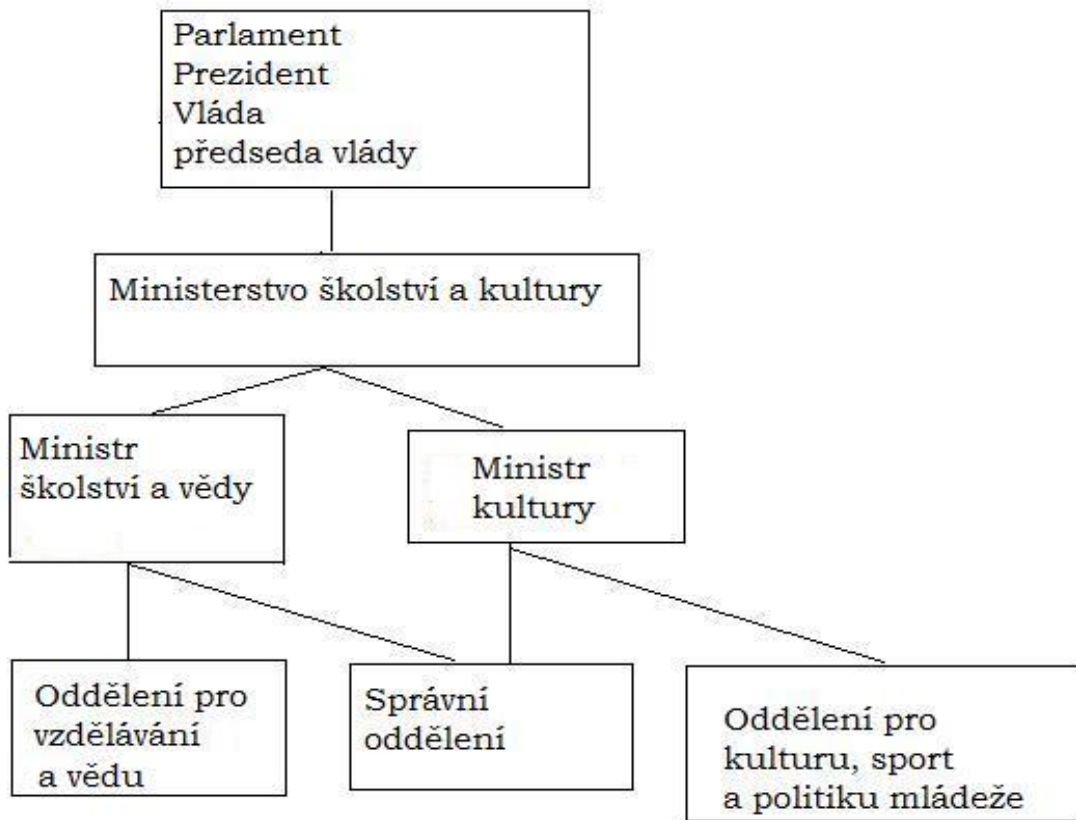 Parlament
Prezident
Vláda
předseda vlády
Ministerstvo školství a kultury
Ministr
školství a vědy
Ministr
kultury
Oddělení pro
vzdělávání
a vědu
Správní
oddělení
Oddělení pro
kulturu, sport
a politiku mládeže